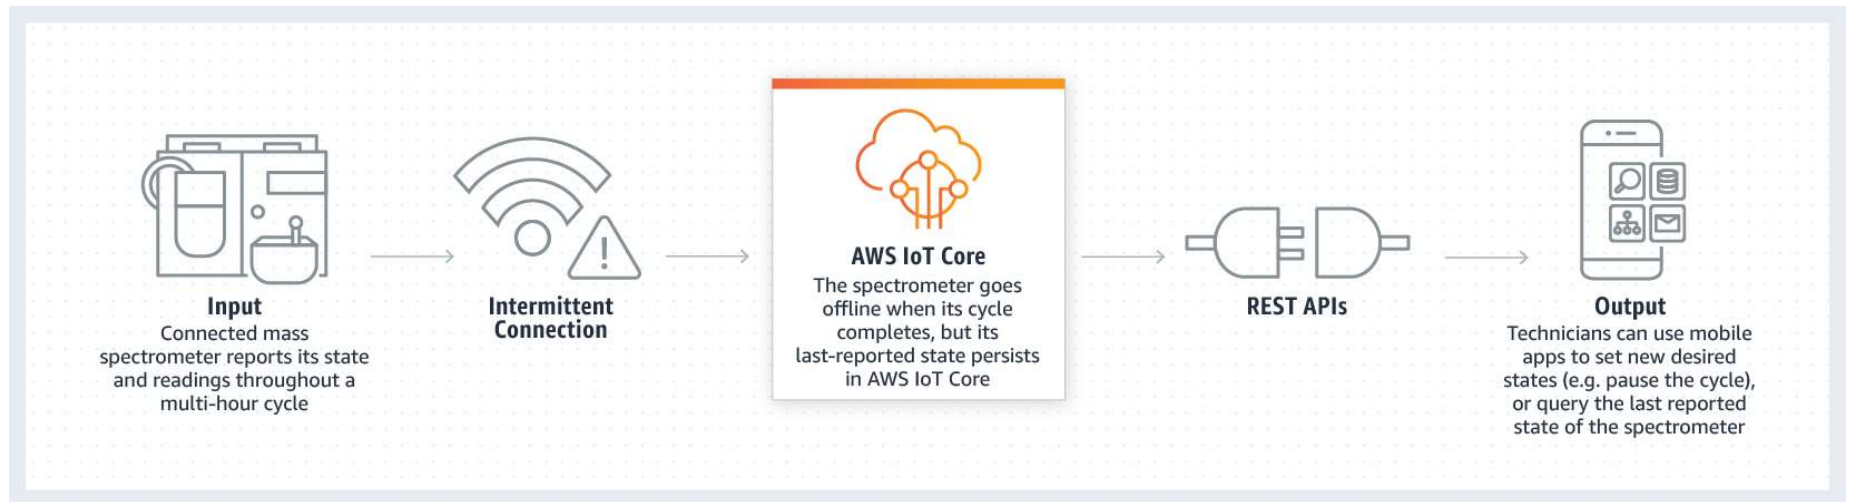 Input
Connected mass
spectrometer reports its state
and readings throughout a
multi-hour cycle
Intermittent
Connection
AWS IoT Core
The spectrometer goes
offline when its cycle
completes, but its
last-reported state persists
in AWS IoT Core
REST APIs
Output
Technicians can use mobile
apps to set new desired
states (e.g. pause the cycle),
or query the last reported
state of the spectrometer